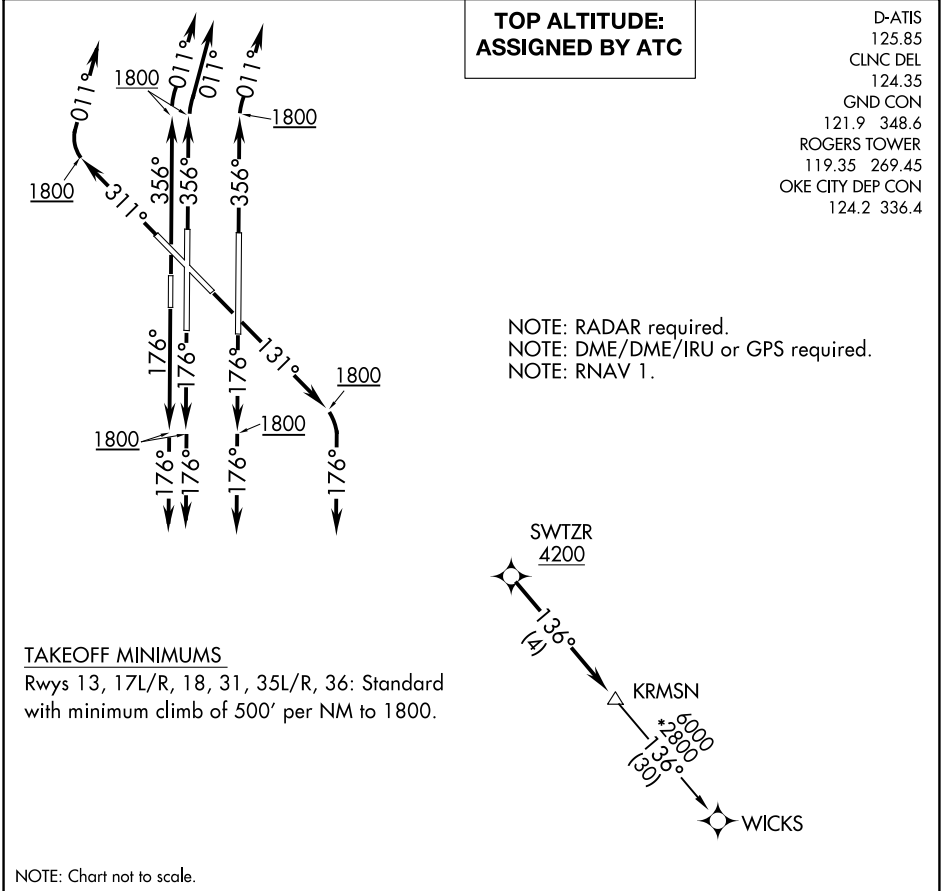 TOP ALTITUDE:
ASSIGNED BY ATC
D-ATIS
125.85
CLNC DEL
124.35
GND CON
121.9 348.6
ROGERS TOWER
119.35 269.45
OKE CITY DEP CON
124.2 336.4
011°
011°
011°
011°
1800
1800
1800
356°
356°
356°
311°
131°
176°
176°
176°
1800
1800
1800
176°
176°
176°
176°
NOTE: RADAR required.
NOTE: DME/DME/IRU or GPS required.
NOTE: RNAV 1.
SWTZR
4200
136°
(4)
KRMSN
6000
*2800
136°
(30)
WICKS
TAKEOFF MINIMUMS
Rwys 13, 17L/R, 18, 31, 35L/R, 36: Standard
with minimum climb of 500' per NM to 1800.
NOTE: Chart not to scale.